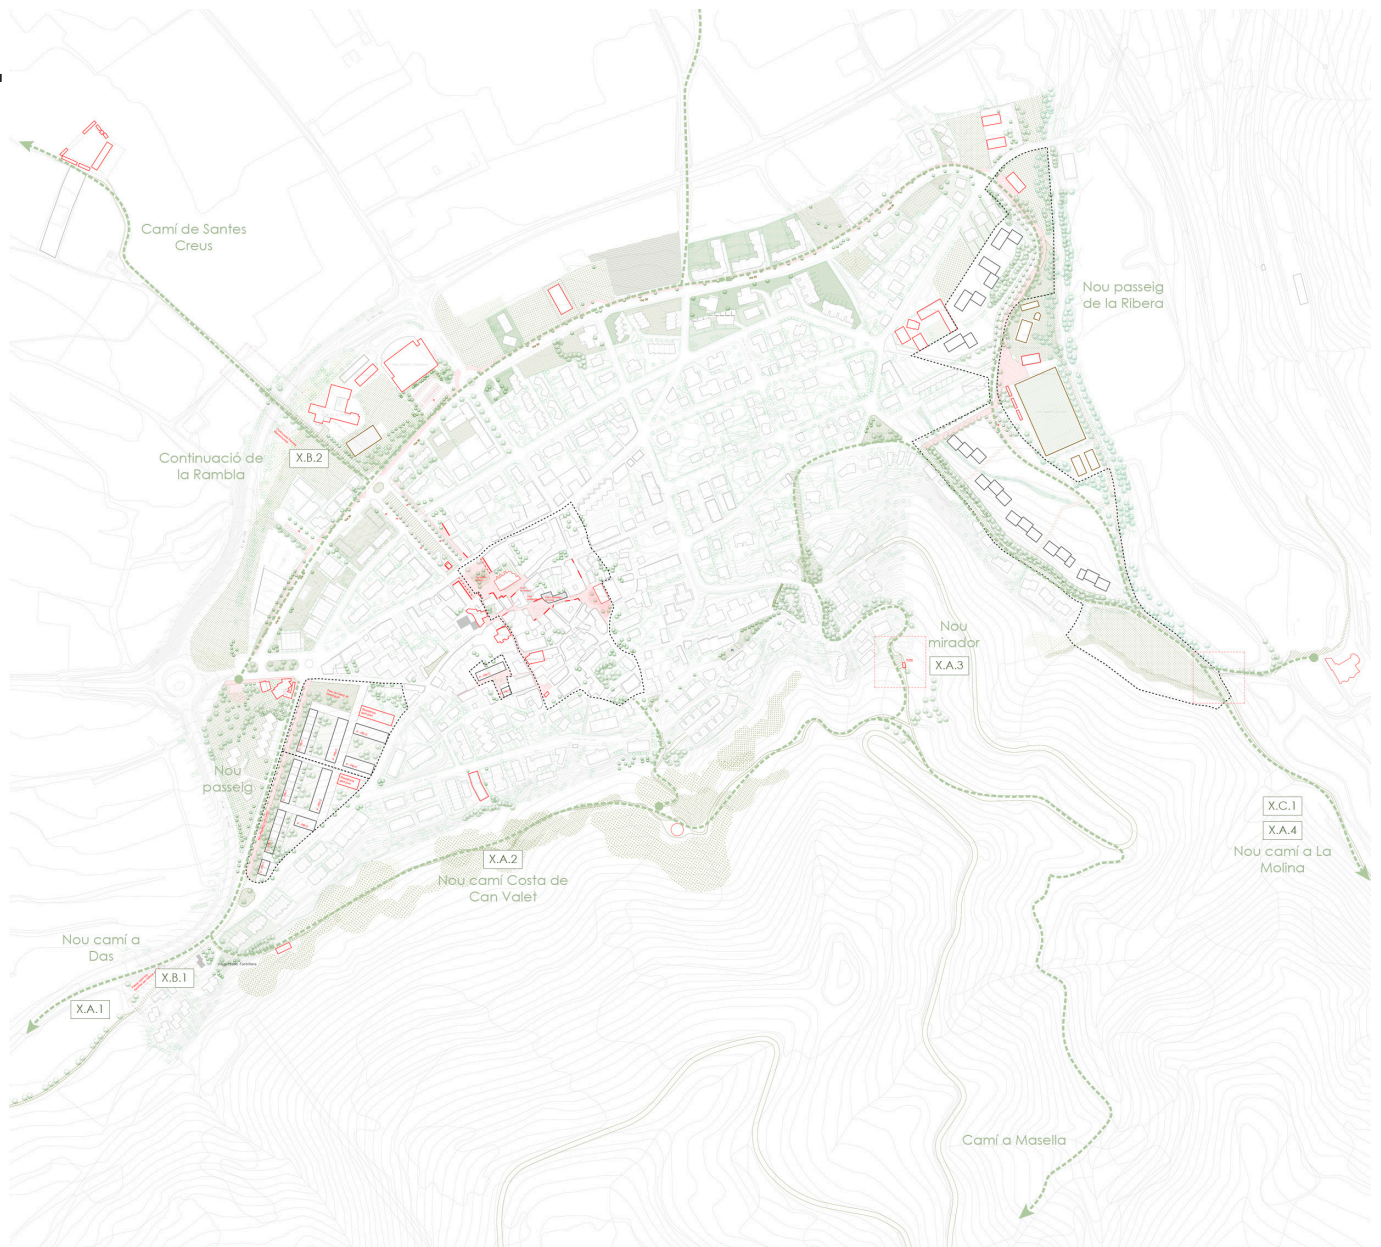 Camí de Santes
Creus
Nou passeig
de la Ribera
Continuació de
la Rambla
X.B.2
Nou
mirador
X.A.3
Nou
passeig
X.C.1
X.A.4
Nou camí a La
Molina
X.A.2
Nou camí Costa de
Can Valet
Nou camí a
Das
X.B.1
X.A.1
Camí a Masella